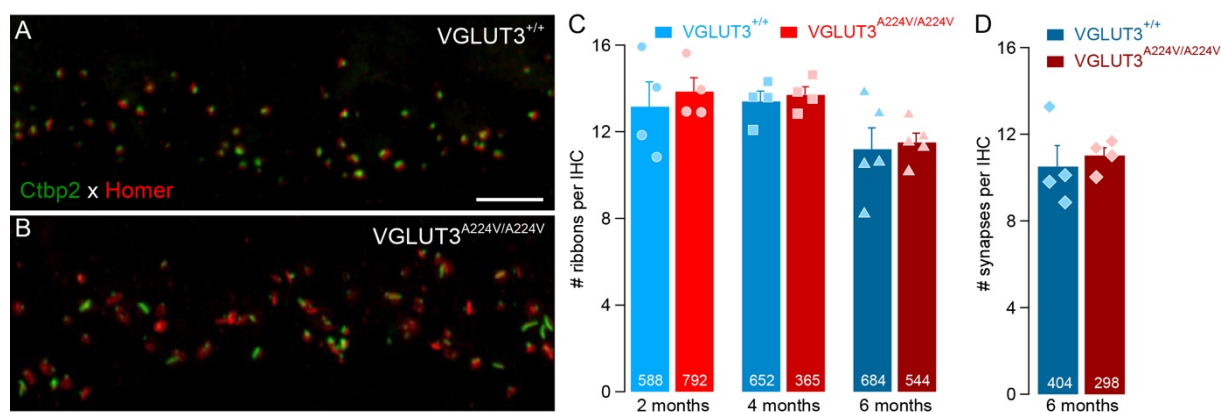 A
VGLUT3+/+
Ctbp2 x Homer
B
VGLUT3A224V/A224V
C
VGLUT3+/+
VGLUT3A224V/A224V
# ribbons per IHC
16
12
8
4
0
588
792
652
365
684
544
2 months
4 months
6 months
D
VGLUT3+/+
VGLUT3A224V/A224V
# synapses per IHC
16
12
8
4
0
404
298
6 months